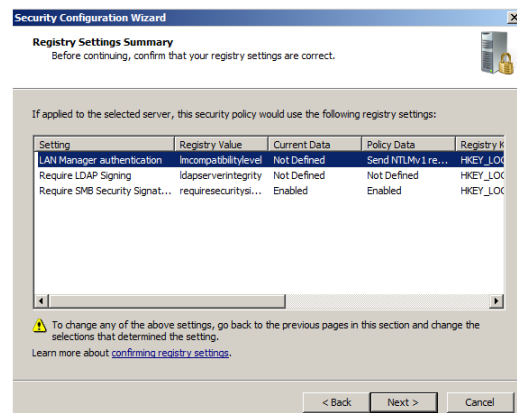 Security Configuration Wizard
Registry Settings Summary
Before continuing, confirm that your registry settings are correct.
If applied to the selected server, this security policy would use the following registry settings:
Setting Registry Value Current Data Policy Data Registry K
LAN Manager authentication lmcompatibilitylevel Not Defined Send NTLMv1 re... HKEY_LOC
Require LDAP Signing ldapserverintegrity Not Defined Not Defined HKEY_LOC
Require SMB Security Signat... requiresecuritysi... Enabled Enabled HKEY_LOC
To change any of the above settings, go back to the previous pages in this section and change the
selections that determined the setting.
Learn more about confirming registry settings.
< Back Next > Cancel